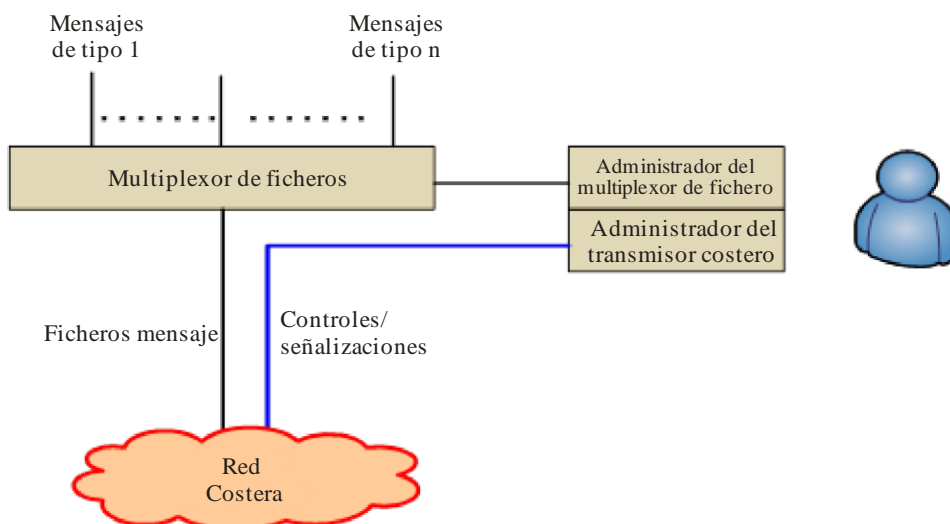 Mensajes
de tipo 1
Mensajes
de tipo n
Multiplexor de ficheros
Administrador del
multiplexor de fichero
Administrador del
transmisor costero
Ficheros mensaje
Controles/
señalizaciones
Red
Costera